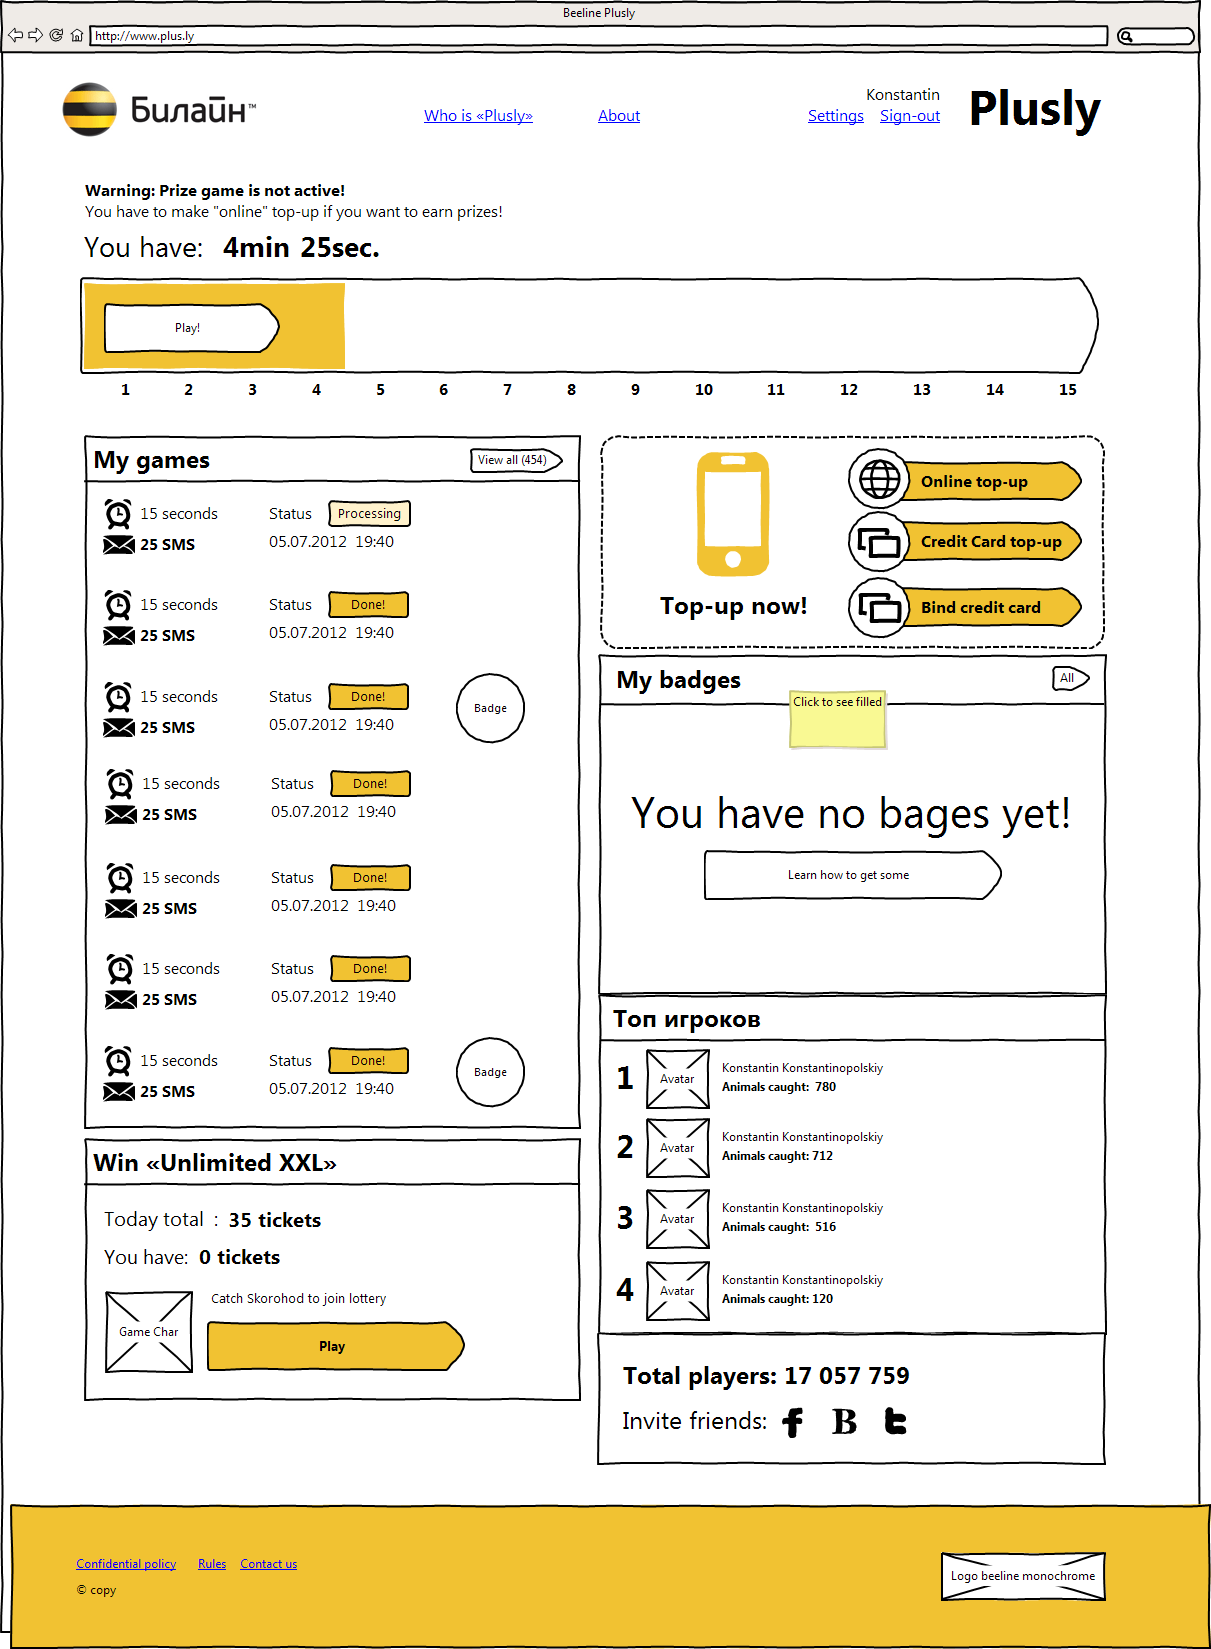 Beeline Plusly
http://www.plus.ly
Билайн™
Who is «Plusly»
About
Konstantin
Settings
Sign-out
Plusly
Warning: Prize game is not active!
You have to make "online" top-up if you want to earn prizes!
You have: 4min 25sec.
Play!
1 2 3 4 5 6 7 8 9 10 11 12 13 14 15
My games
View all (454)
15 seconds Status Processing
25 SMS 05.07.2012 19:40
15 seconds Status Done!
25 SMS 05.07.2012 19:40
15 seconds Status Done!
25 SMS 05.07.2012 19:40
Badge
15 seconds Status Done!
25 SMS 05.07.2012 19:40
15 seconds Status Done!
25 SMS 05.07.2012 19:40
15 seconds Status Done!
25 SMS 05.07.2012 19:40
15 seconds Status Done!
25 SMS 05.07.2012 19:40
Badge
Win «Unlimited XXL»
Today total : 35 tickets
You have: 0 tickets
Game Char
Catch Skorohod to join lottery
Play
Top-up now!
Online top-up
Credit Card top-up
Bind credit card
My badges
All
Click to see filled
You have no bages yet!
Learn how to get some
Топ игроков
1 Avatar
Konstantin Konstantinopolskiy
Animals caught: 780
2 Avatar
Konstantin Konstantinopolskiy
Animals caught: 712
3 Avatar
Konstantin Konstantinopolskiy
Animals caught: 516
4 Avatar
Konstantin Konstantinopolskiy
Animals caught: 120
Total players: 17 057 759
Invite friends: f B t
Confidential policy Rules Contact us
© copy
Logo beeline monochrome